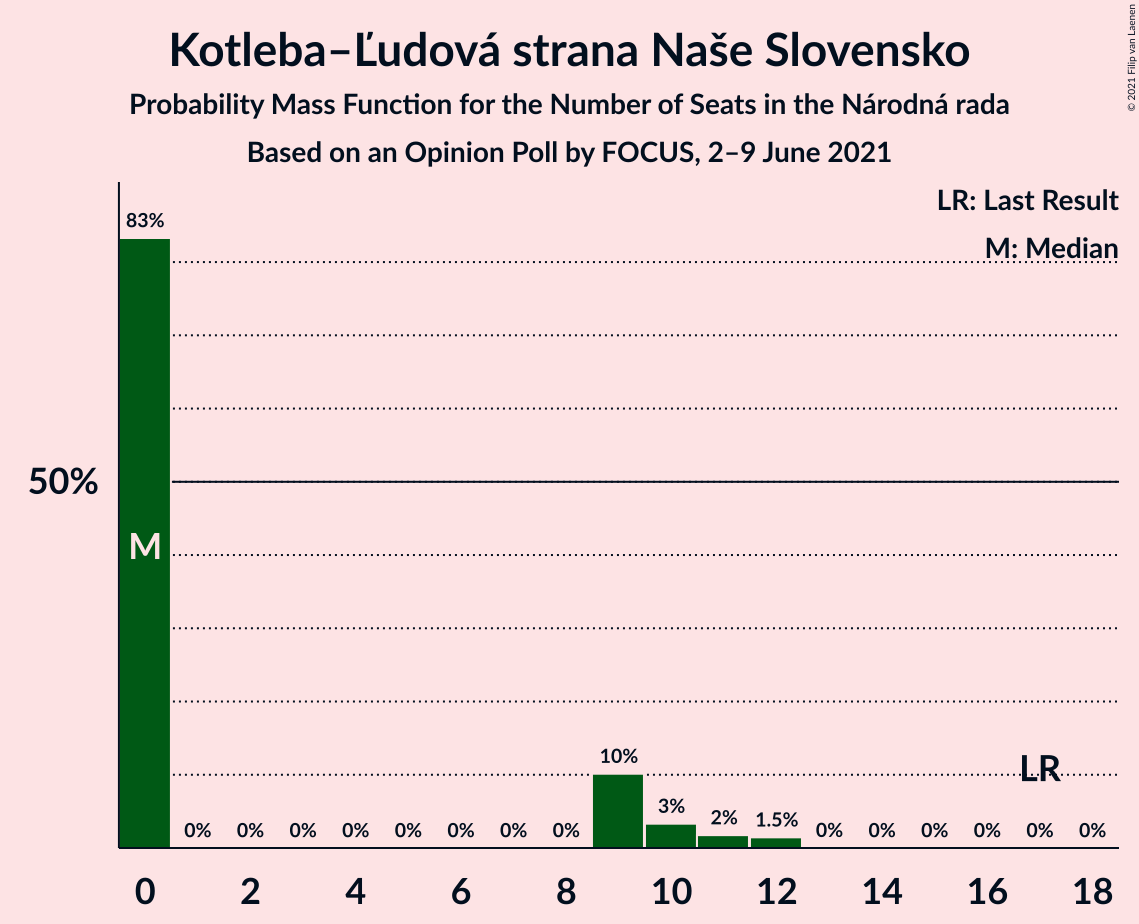 Kotleba–Ľudová strana Naše Slovensko
Probability Mass Function for the Number of Seats in the Národná rada
Based on an Opinion Poll by FOCUS, 2–9 June 2021
© 2021 Filip van Laenen
LR: Last Result
M: Median
83%
50%
M
10%
LR
3%
2%
1.5%
0% 0% 0% 0% 0% 0% 0% 0% 0% 0% 0% 0% 0% 0%
0 2 4 6 8 10 12 14 16 18